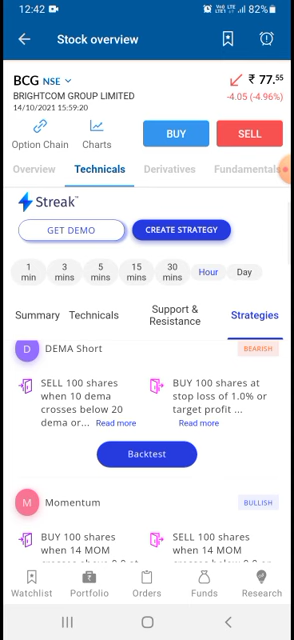 12:42
82%
Stock overview
BCG NSE
₹ 77.55
BRIGHTCOM GROUP LIMITED
-4.05 (-4.96%)
14/10/2021 15:59:20
Option Chain
Charts
BUY
SELL
Overview
Technicals
Derivatives
Fundamentals
Streak™
GET DEMO
CREATE STRATEGY
1 min
3 mins
5 mins
15 mins
30 mins
Hour
Day
Summary
Technicals
Support & Resistance
Strategies
D
DEMA Short
BEARISH
SELL 100 shares
when 10 dema
crosses below 20
dema or... Read more
BUY 100 shares at
stop loss of 1.0% or
target profit ...
Read more
Backtest
M
Momentum
BULLISH
BUY 100 shares
when 14 MOM
SELL 100 shares
when 14 MOM
Watchlist
Portfolio
Orders
Funds
Research